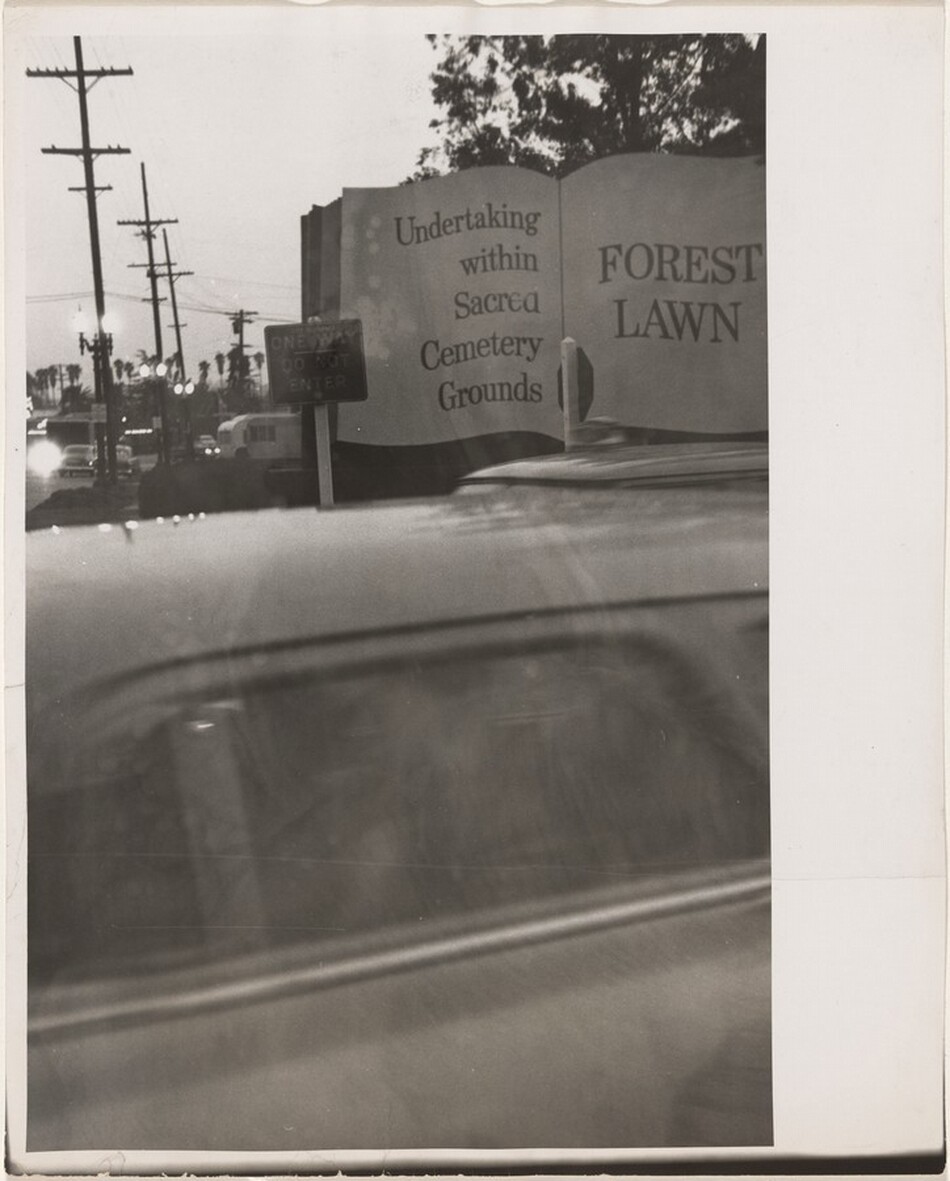 Undertaking
within
Sacred
Cemetery
Grounds
FOREST
LAWN
ONE WAY
DO NOT
ENTER